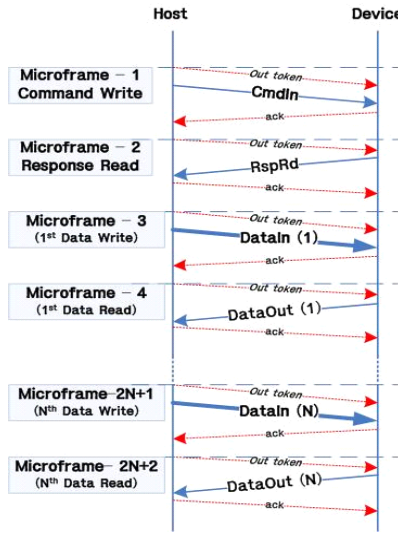 Host Device
Out token
Microframe - 1
Command Write
CmdIn
ack
Out token
Microframe - 2
Response Read
RspRd
ack
Microframe - 3
(1st Data Write)
Out token
DataIn (1)
ack
Microframe - 4
(1st Data Read)
Out token
DataOut (1)
ack
Microframe-2N+1
(Nth Data Write)
Out token
DataIn (N)
ack
Microframe- 2N+2
(Nth Data Read)
Out token
DataOut (N)
ack